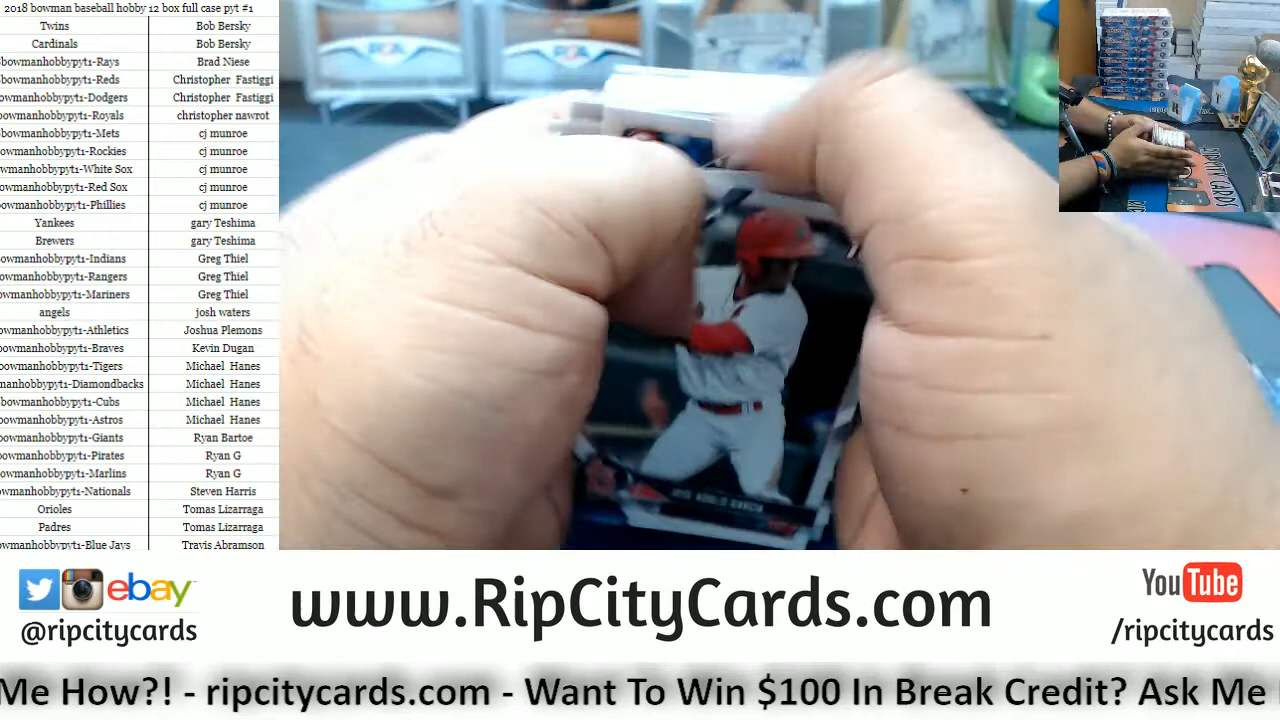 2018 bowman baseball hobby 12 box full case pyt #1
Twins Bob Bersky
Cardinals Bob Bersky
bowmanhobbypyt1-Rays Brad Niese
bowmanhobbypyt1-Reds Christopher Fastiggi
owmanhobbypyt1-Dodgers Christopher Fastiggi
owmanhobbypyt1-Royals christopher nawrot
bowmanhobbypyt1-Mets cj munroe
owmanhobbypyt1-Rockies cj munroe
wmanhobbypyt1-White Sox cj munroe
wmanhobbypyt1-Red Sox cj munroe
wmanhobbypyt1-Phillies cj munroe
Yankees gary Teshima
Brewers gary Teshima
owmanhobbypyt1-Indians Greg Thiel
owmanhobbypyt1-Rangers Greg Thiel
owmanhobbypyt1-Mariners Greg Thiel
angels josh waters
owmanhobbypyt1-Athletics Joshua Plemons
owmanhobbypyt1-Braves Kevin Dugan
owmanhobbypyt1-Tigers Michael Hanes
manhobbypyt1-Diamondbacks Michael Hanes
bowmanhobbypyt1-Cubs Michael Hanes
owmanhobbypyt1-Astros Michael Hanes
owmanhobbypyt1-Giants Ryan Bartoe
owmanhobbypyt1-Pirates Ryan G
owmanhobbypyt1-Marlins Ryan G
wmanhobbypyt1-Nationals Steven Harris
Orioles Tomas Lizarraga
Padres Tomas Lizarraga
owmanhobbypyt1-Blue Jays Travis Abramson
ebay
@ripcitycards
www.RipCityCards.com
YouTube
/ripcitycards
Me How?! - ripcitycards.com - Want To Win $100 In Break Credit? Ask Me